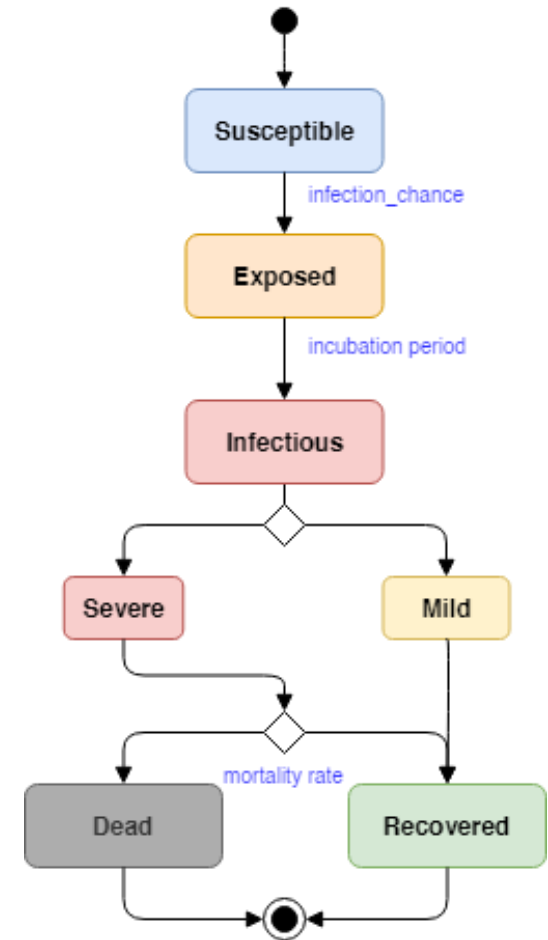 Susceptible
infection_chance
Exposed
incubation period
Infectious
Severe
Mild
mortality rate
Dead
Recovered